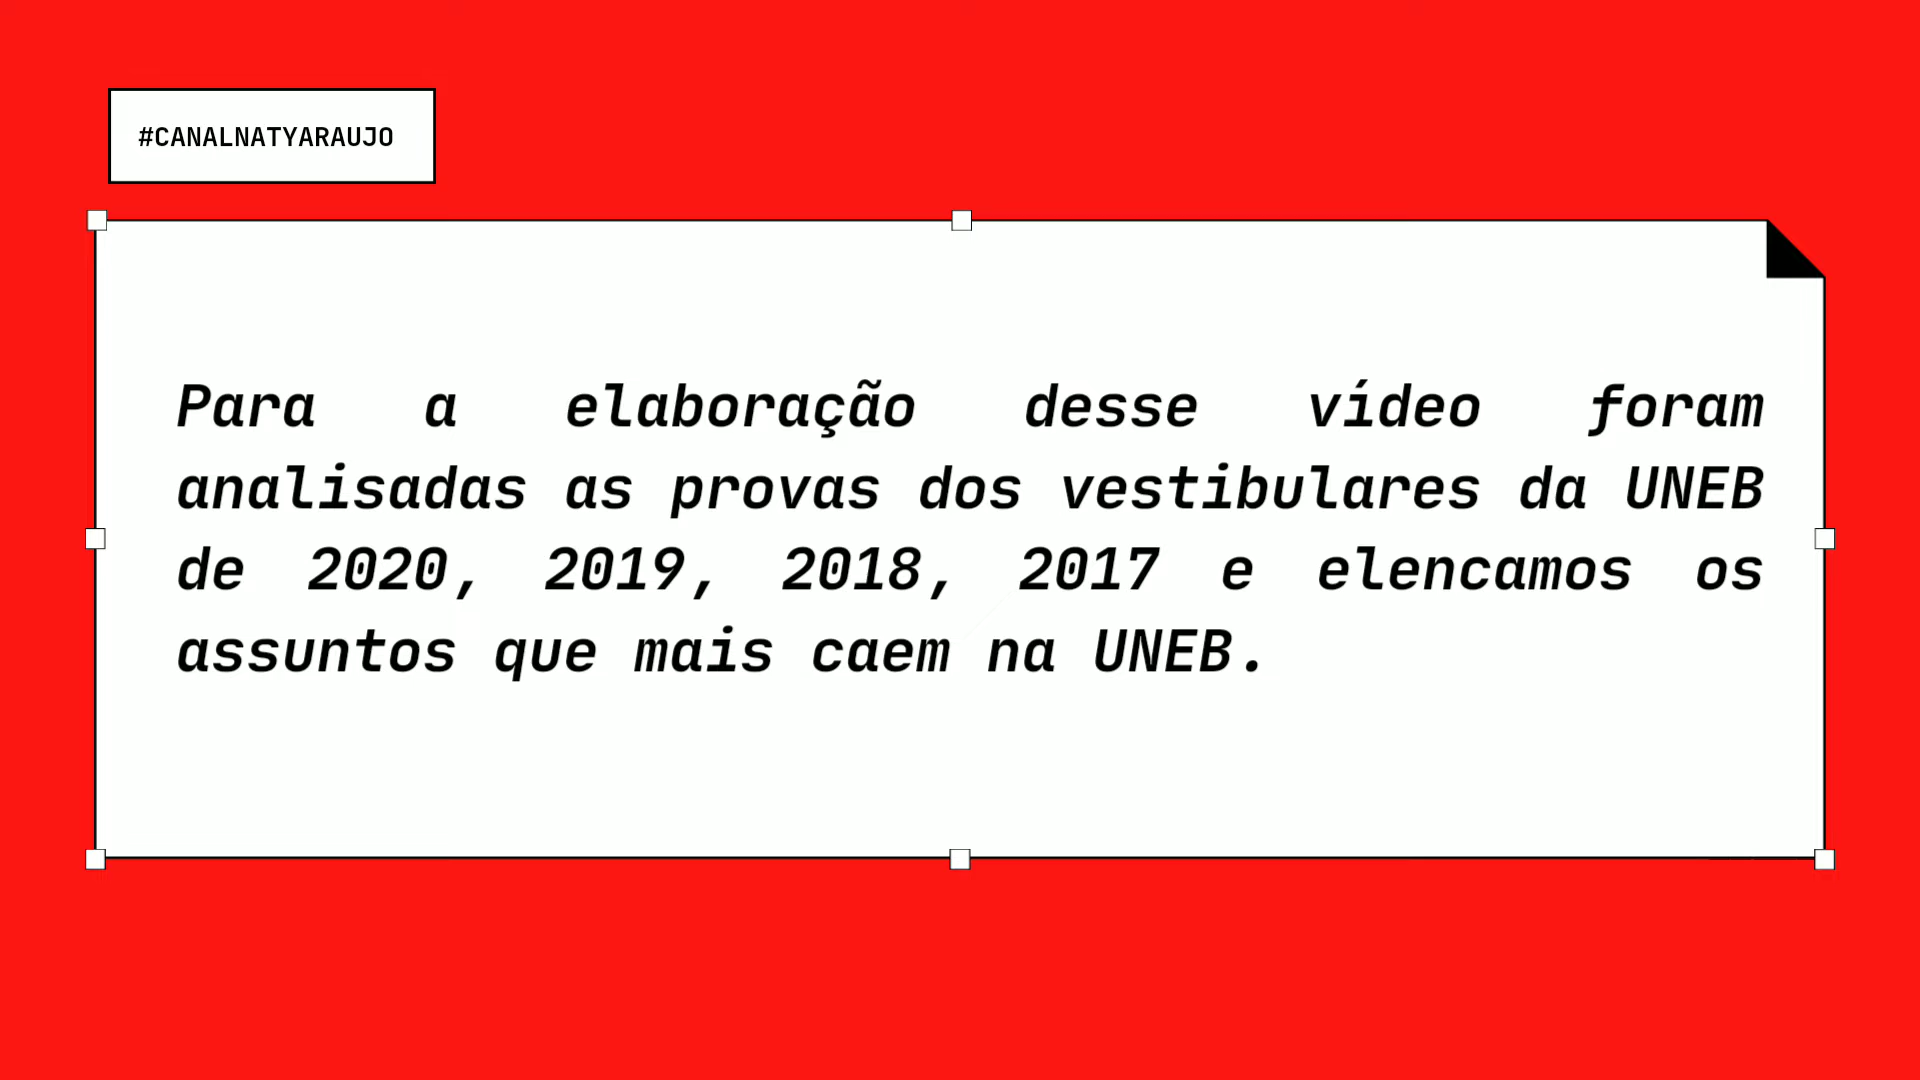 #CANALNATYARAUJO
Para a elaboração desse vídeo foram
analisadas as provas dos vestibulares da UNEB
de 2020, 2019, 2018, 2017 e elencamos os
assuntos que mais caem na UNEB.